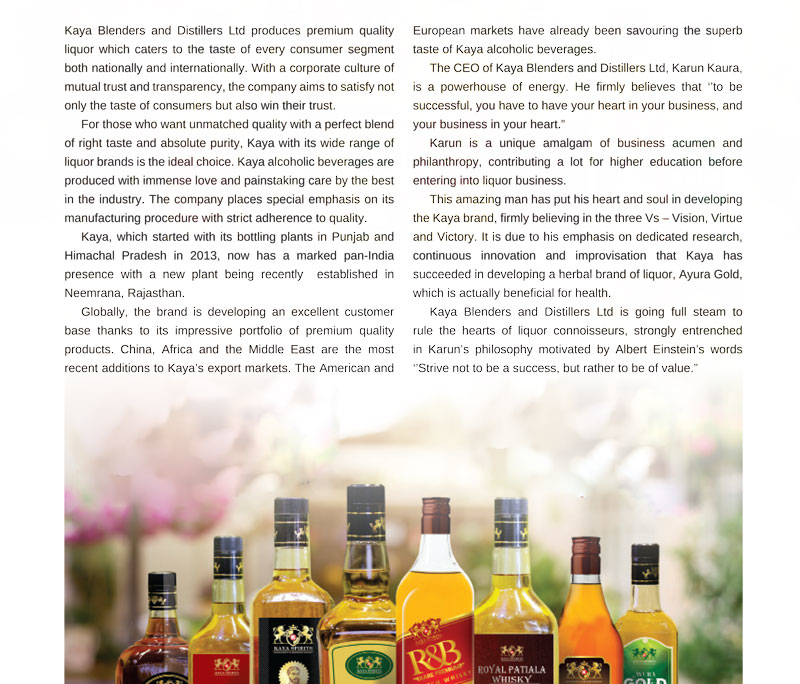 Kaya Blenders and Distillers Ltd produces premium quality
liquor which caters to the taste of every consumer segment
both nationally and internationally. With a corporate culture of
mutual trust and transparency, the company aims to satisfy not
only the taste of consumers but also win their trust.
For those who want unmatched quality with a perfect blend
of right taste and absolute purity, Kaya with its wide range of
liquor brands is the ideal choice. Kaya alcoholic beverages are
produced with immense love and painstaking care by the best
in the industry. The company places special emphasis on its
manufacturing procedure with strict adherence to quality.
Kaya, which started with its bottling plants in Punjab and
Himachal Pradesh in 2013, now has a marked pan-India
presence with a new plant being recently established in
Neemrana, Rajasthan.
Globally, the brand is developing an excellent customer
base thanks to its impressive portfolio of premium quality
products. China, Africa and the Middle East are the most
recent additions to Kaya's export markets. The American and
European markets have already been savouring the superb
taste of Kaya alcoholic beverages.
The CEO of Kaya Blenders and Distillers Ltd, Karun Kaura,
is a powerhouse of energy. He firmly believes that ‘'to be
successful, you have to have your heart in your business, and
your business in your heart.”
Karun is a unique amalgam of business acumen and
philanthropy, contributing a lot for higher education before
entering into liquor business.
This amazing man has put his heart and soul in developing
the Kaya brand, firmly believing in the three Vs – Vision, Virtue
and Victory. It is due to his emphasis on dedicated research,
continuous innovation and improvisation that Kaya has
succeeded in developing a herbal brand of liquor, Ayura Gold,
which is actually beneficial for health.
Kaya Blenders and Distillers Ltd is going full steam to
rule the hearts of liquor connoisseurs, strongly entrenched
in Karun's philosophy motivated by Albert Einstein's words
‘'Strive not to be a success, but rather to be of value.”
KAYA SPIRITS
R&B
WHISKY
ROYAL PATIALA
WHISKY
AYURA
GOLD